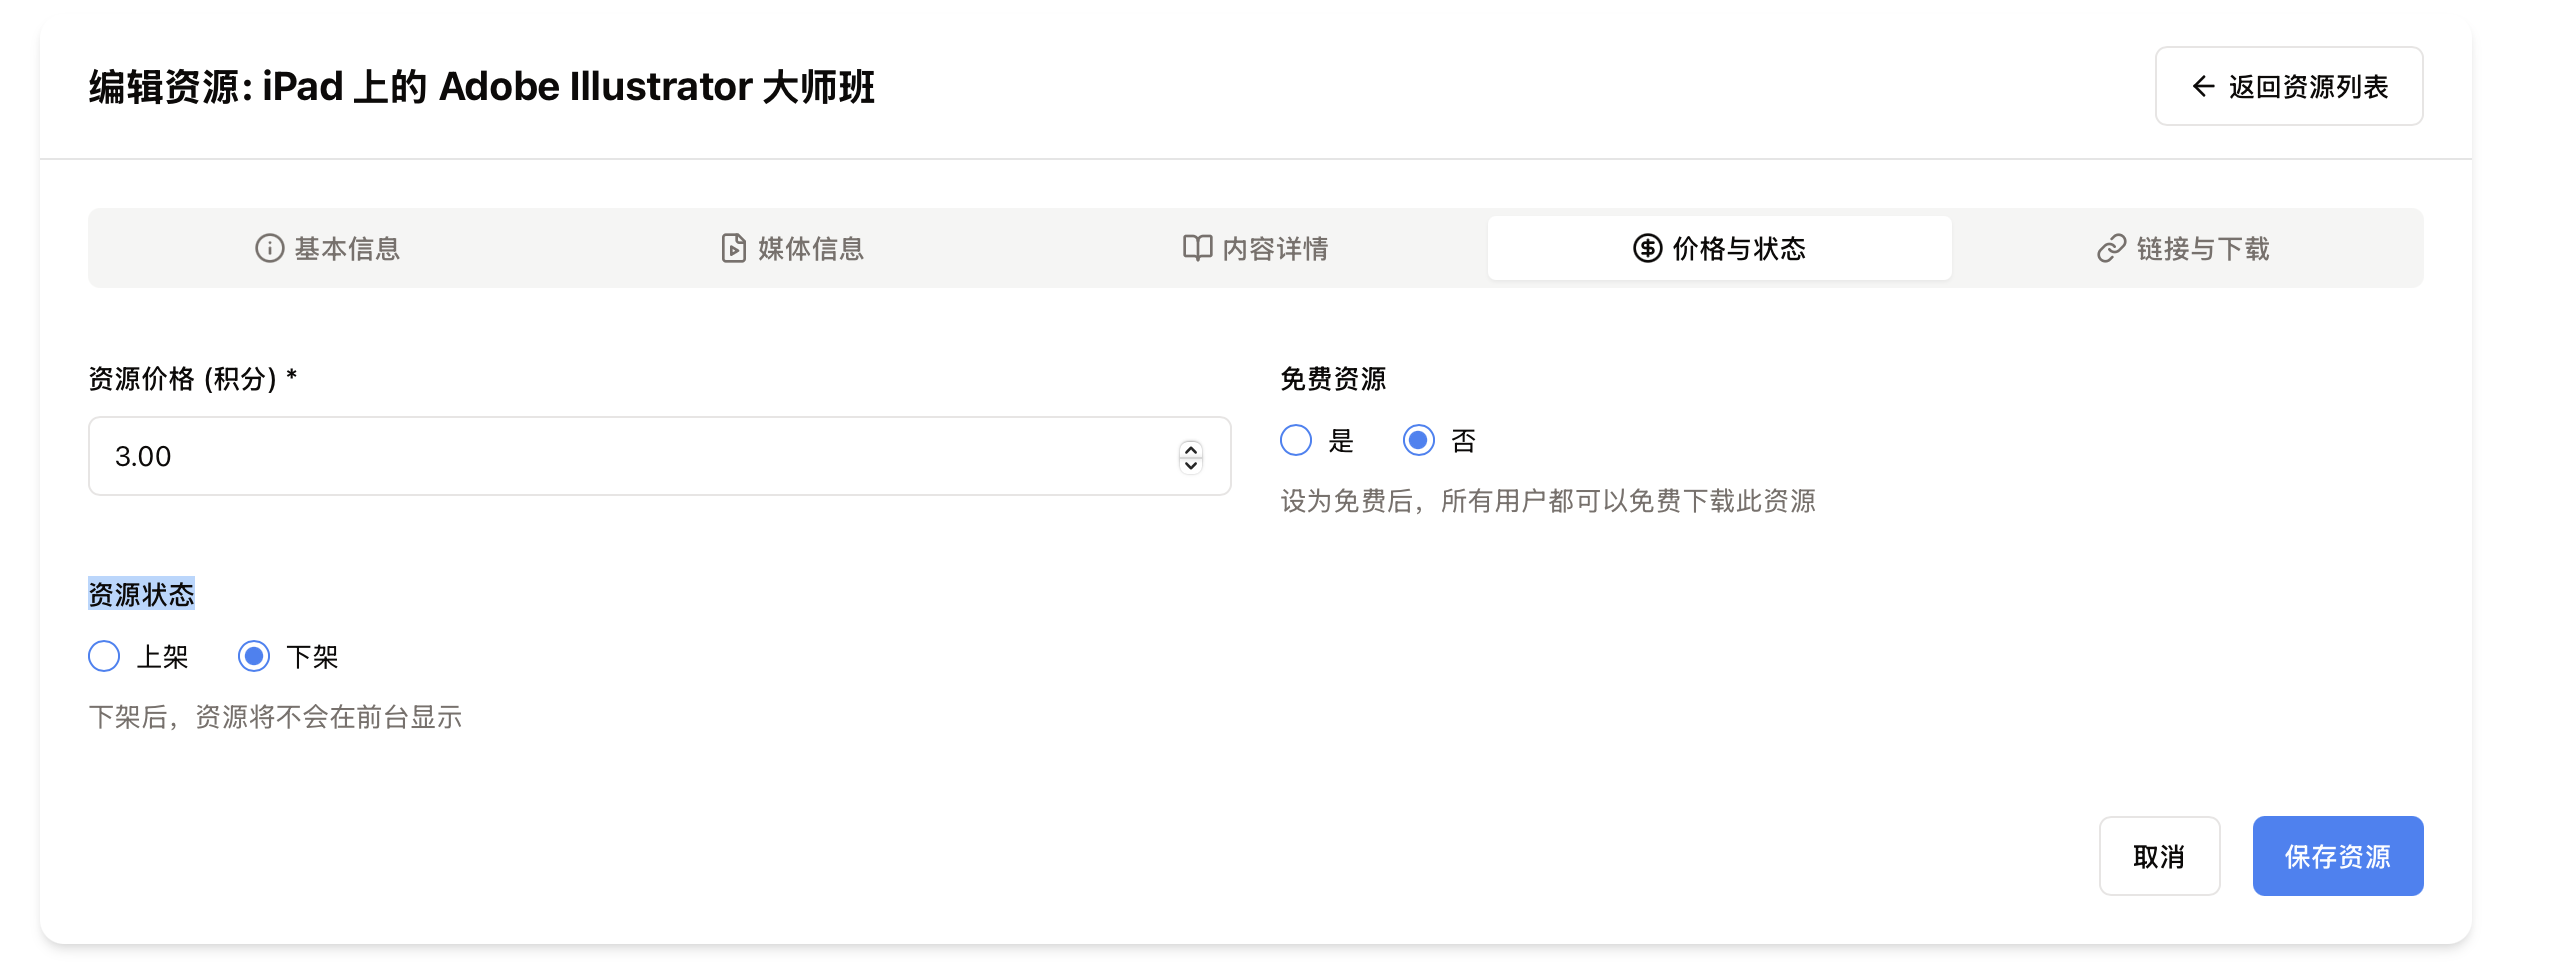 编辑资源: iPad 上的 Adobe Illustrator 大师班
返回资源列表
基本信息
媒体信息
内容详情
价格与状态
链接与下载
资源价格 (积分) *
3.00
免费资源
是
否
设为免费后，所有用户都可以免费下载此资源
资源状态
上架
下架
下架后，资源将不会在前台显示
取消
保存资源